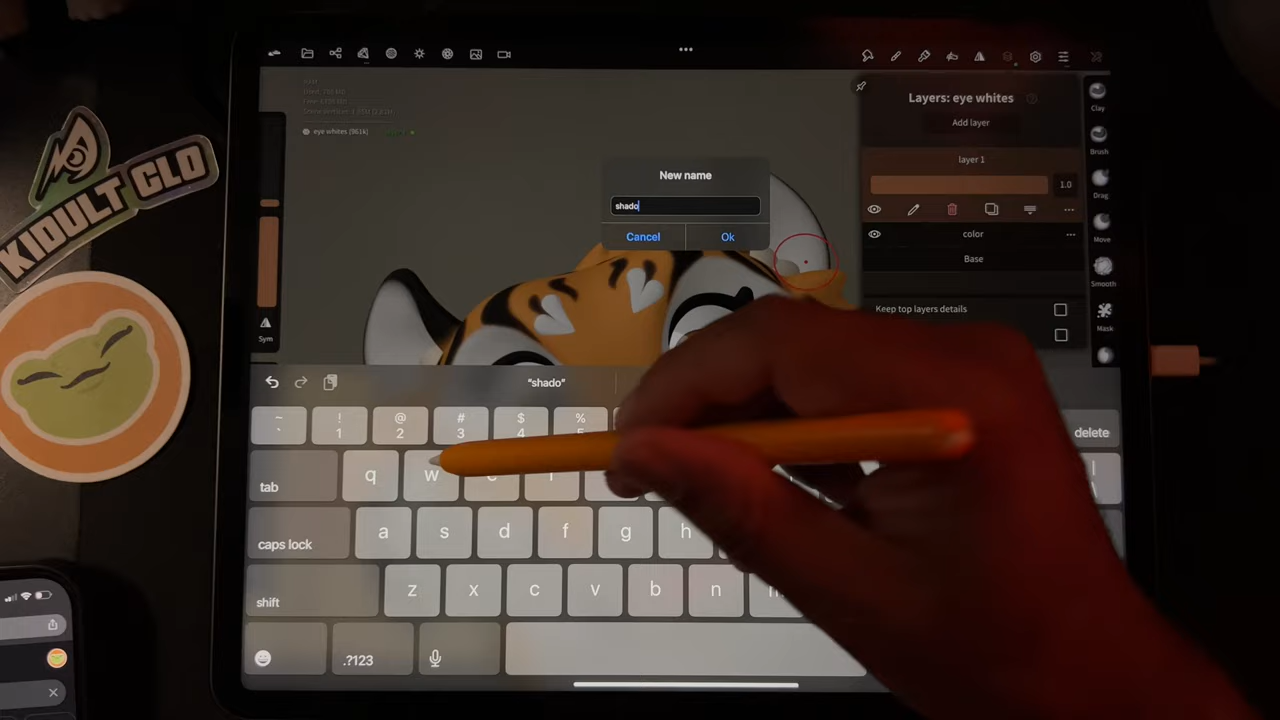 KIDULT CLO
•••
eye whites (961k)
New name
shado
Cancel
Ok
Layers: eye whites
Add layer
layer 1
1.0
color
Base
Keep top layers details
Clay
Brush
Drag
Move
Smooth
Mask
Sym
"shado"
~ ! @ # $ %
` 1 2 3 4
delete
tab q w
caps lock a s d f g h
shift z x c v b n
.?123